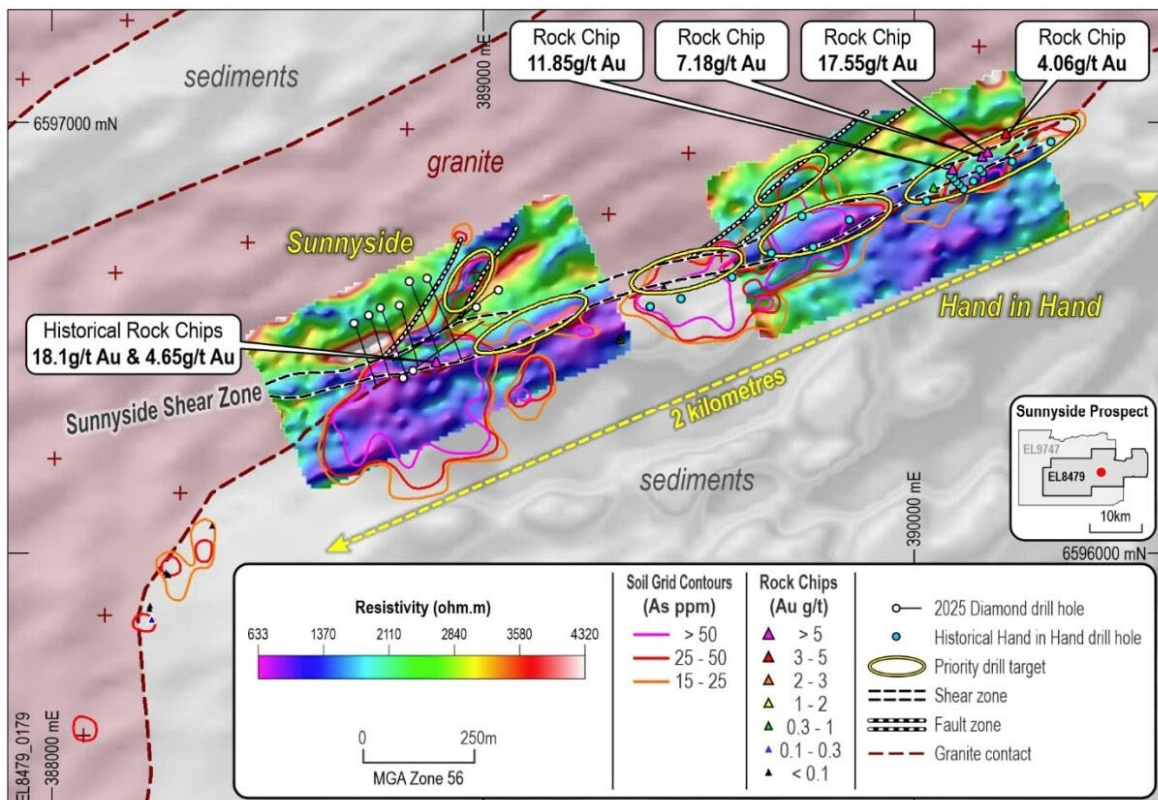 Rock Chip
11.85g/t Au
Rock Chip
7.18g/t Au
Rock Chip
17.55g/t Au
Rock Chip
4.06g/t Au
sediments
389000 mE
6597000 mN
granite
Sunnyside
Hand in Hand
Historical Rock Chips
18.1g/t Au & 4.65g/t Au
Sunnyside Shear Zone
2 kilometres
sediments
390000 mE
Sunnyside Prospect
EL9747
EL8479
10km
6596000 mN
Resistivity (ohm.m)
633 1370 2110 2840 3580 4320
0 250m
MGA Zone 56
Soil Grid Contours
(As ppm)
> 50
25 - 50
15 - 25
Rock Chips
(Au g/t)
> 5
3 - 5
2 - 3
1 - 2
0.3 - 1
0.1 - 0.3
< 0.1
2025 Diamond drill hole
Historical Hand in Hand drill hole
Priority drill target
Shear zone
Fault zone
Granite contact
EL8479_0179
388000 mE